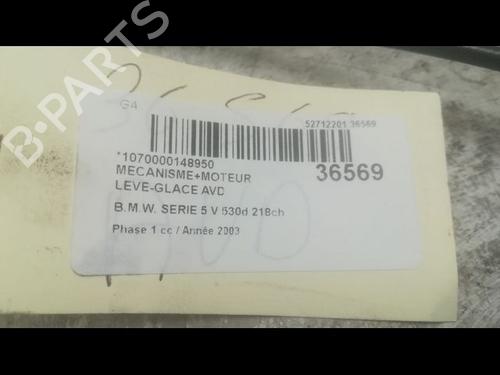 G4
52712201 36569
*1070000148950
36569
MECANISME+MOTEUR
LEVE-GLACE AVD
B.M.W. SERIE 5 V 530d 218ch
Phase 1 cc / Année 2003
AVD
B-PARTS